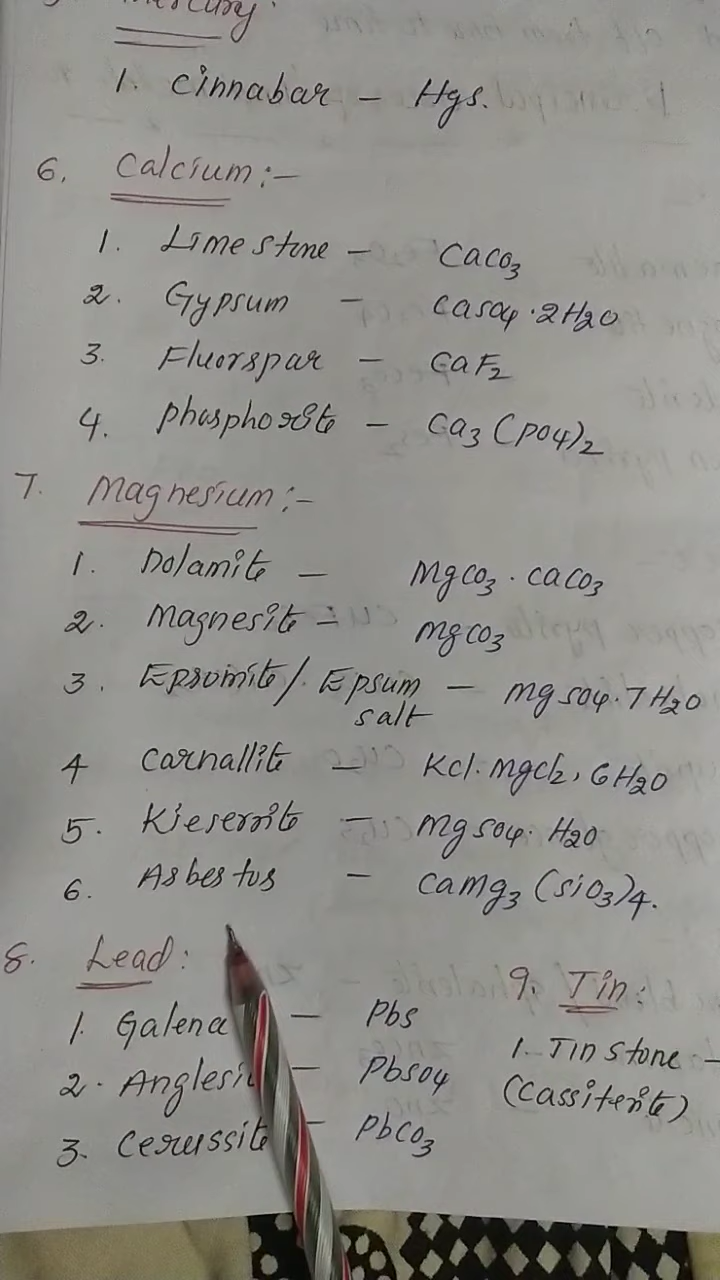 1. Cinnabar – Hgs.
6. Calcium :-
1. Limestone – CaCO3
2. Gypsum – CaSO4 · 2H2O
3. Fluorspar – CaF2
4. phosphorite – Ca3 (PO4)2
7. Magnesium :-
1. Dolamite – MgCO3 · CaCO3
2. Magnesite – MgCO3
3. Epsomite / Epsum – MgSO4. 7H2O
salt
4 Carnallite – KCl. MgCl2, 6H2O
5. Kieserite – MgSO4. H2O
6. Asbestos – CaMg3 (SiO3)4.
8. Lead :
1. Galena – PbS
2. Anglesi – PbSO4
3. Cerussite – PbCO3
9. Tin :
1. Tin stone –
(Cassiterite)